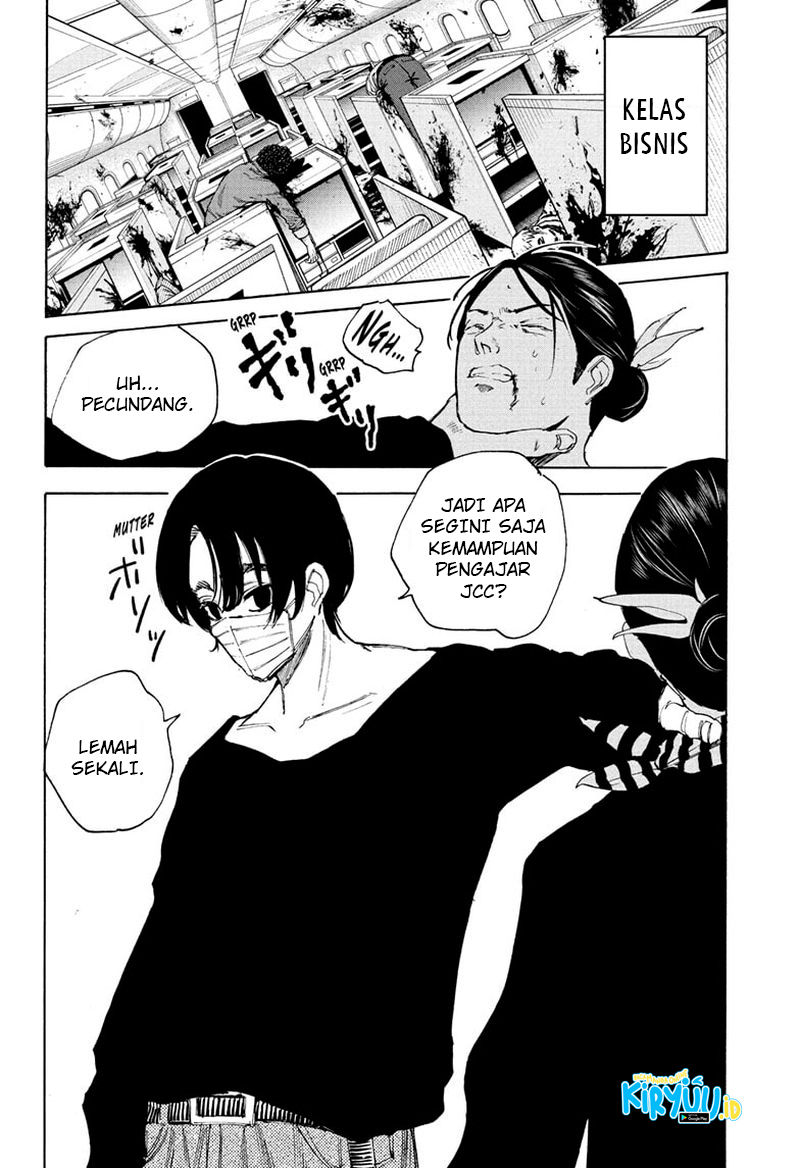 KELAS
BISNIS
NGH...
GRRP
ギリ
GRRP
ギリ
UH...
PECUNDANG.
JADI APA
SEGINI SAJA
KEMAMPUAN
PENGAJAR
JCC?
MUTTER
ボソッ
LEMAH
SEKALI.
KIRYUU.ID